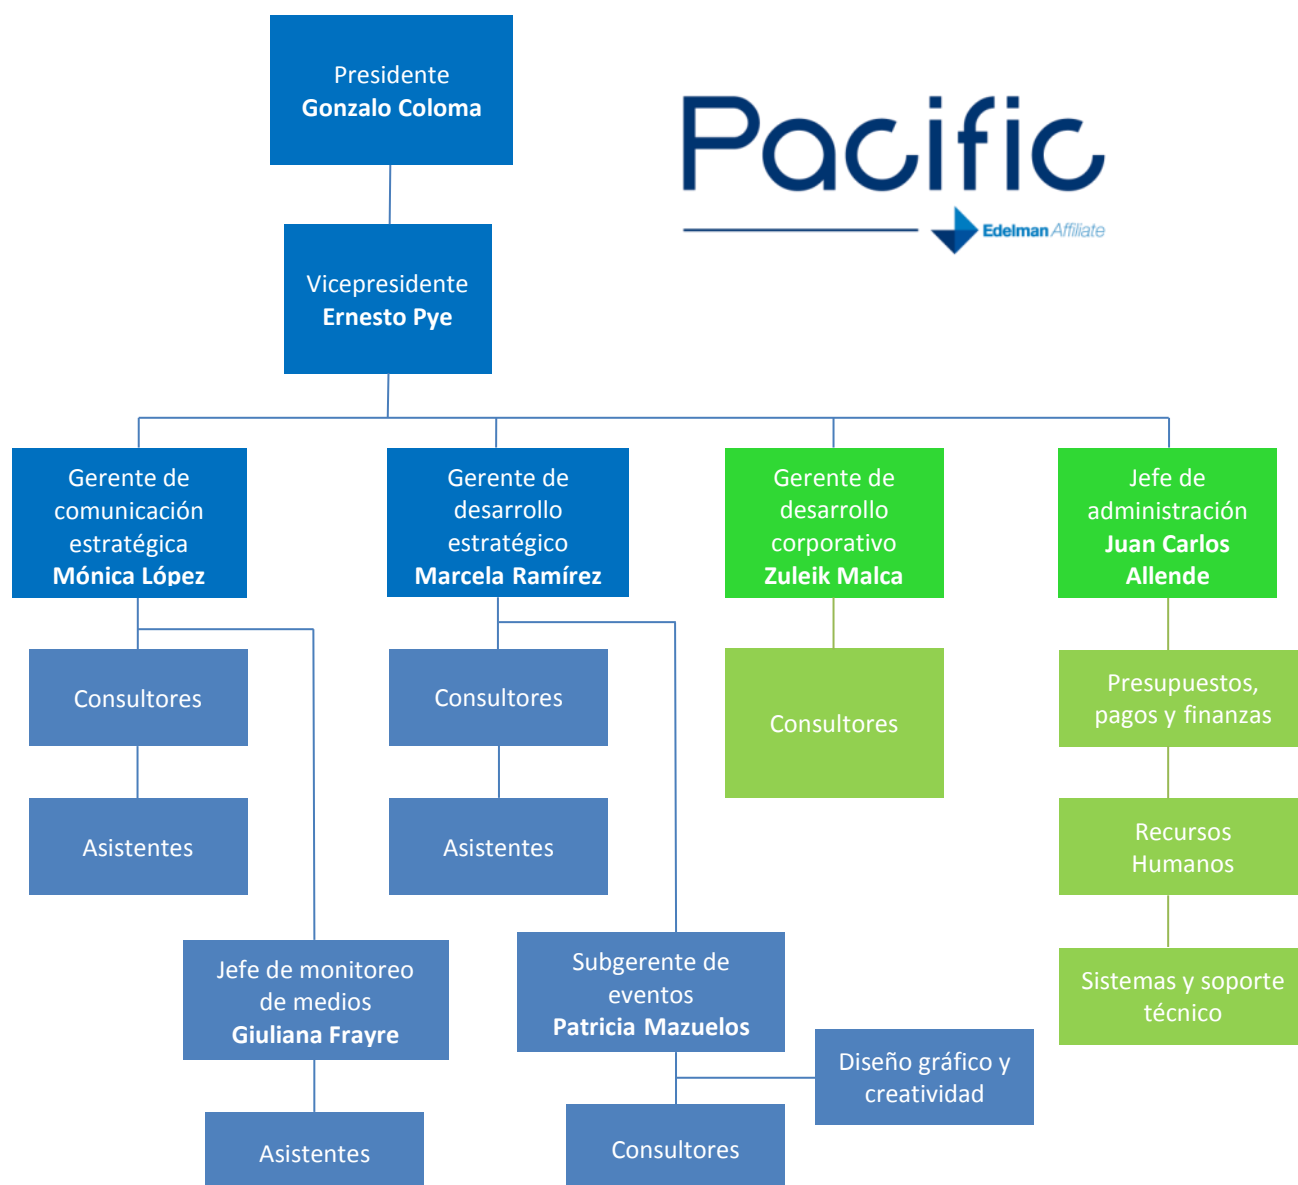 Presidente
Gonzalo Coloma
Pacific
Edelman Affiliate
Vicepresidente
Ernesto Pye
Gerente de
comunicación
estratégica
Mónica López
Gerente de
desarrollo
estratégico
Marcela Ramírez
Gerente de
desarrollo
corporativo
Zuleik Malca
Jefe de
administración
Juan Carlos
Allende
Consultores
Consultores
Consultores
Presupuestos,
pagos y finanzas
Asistentes
Asistentes
Recursos
Humanos
Jefe de monitoreo
de medios
Giuliana Frayre
Subgerente de
eventos
Patricia Mazuelos
Sistemas y soporte
técnico
Diseño gráfico y
creatividad
Asistentes
Consultores